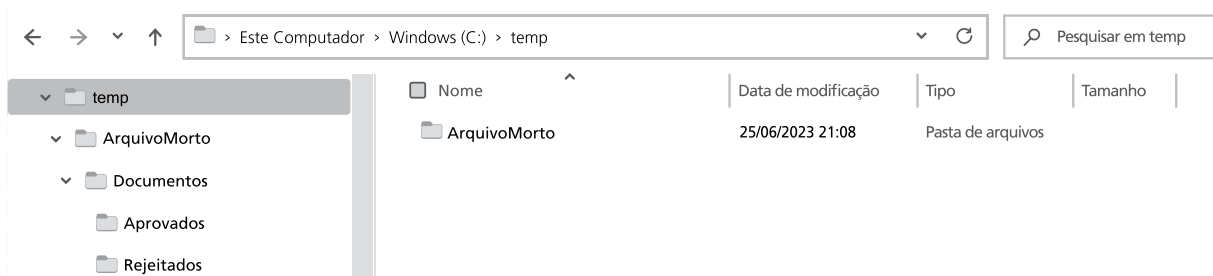 Este Computador > Windows (C:) > temp
Pesquisar em temp
temp
ArquivoMorto
Documentos
Aprovados
Rejeitados
Nome Data de modificação Tipo Tamanho
ArquivoMorto 25/06/2023 21:08 Pasta de arquivos